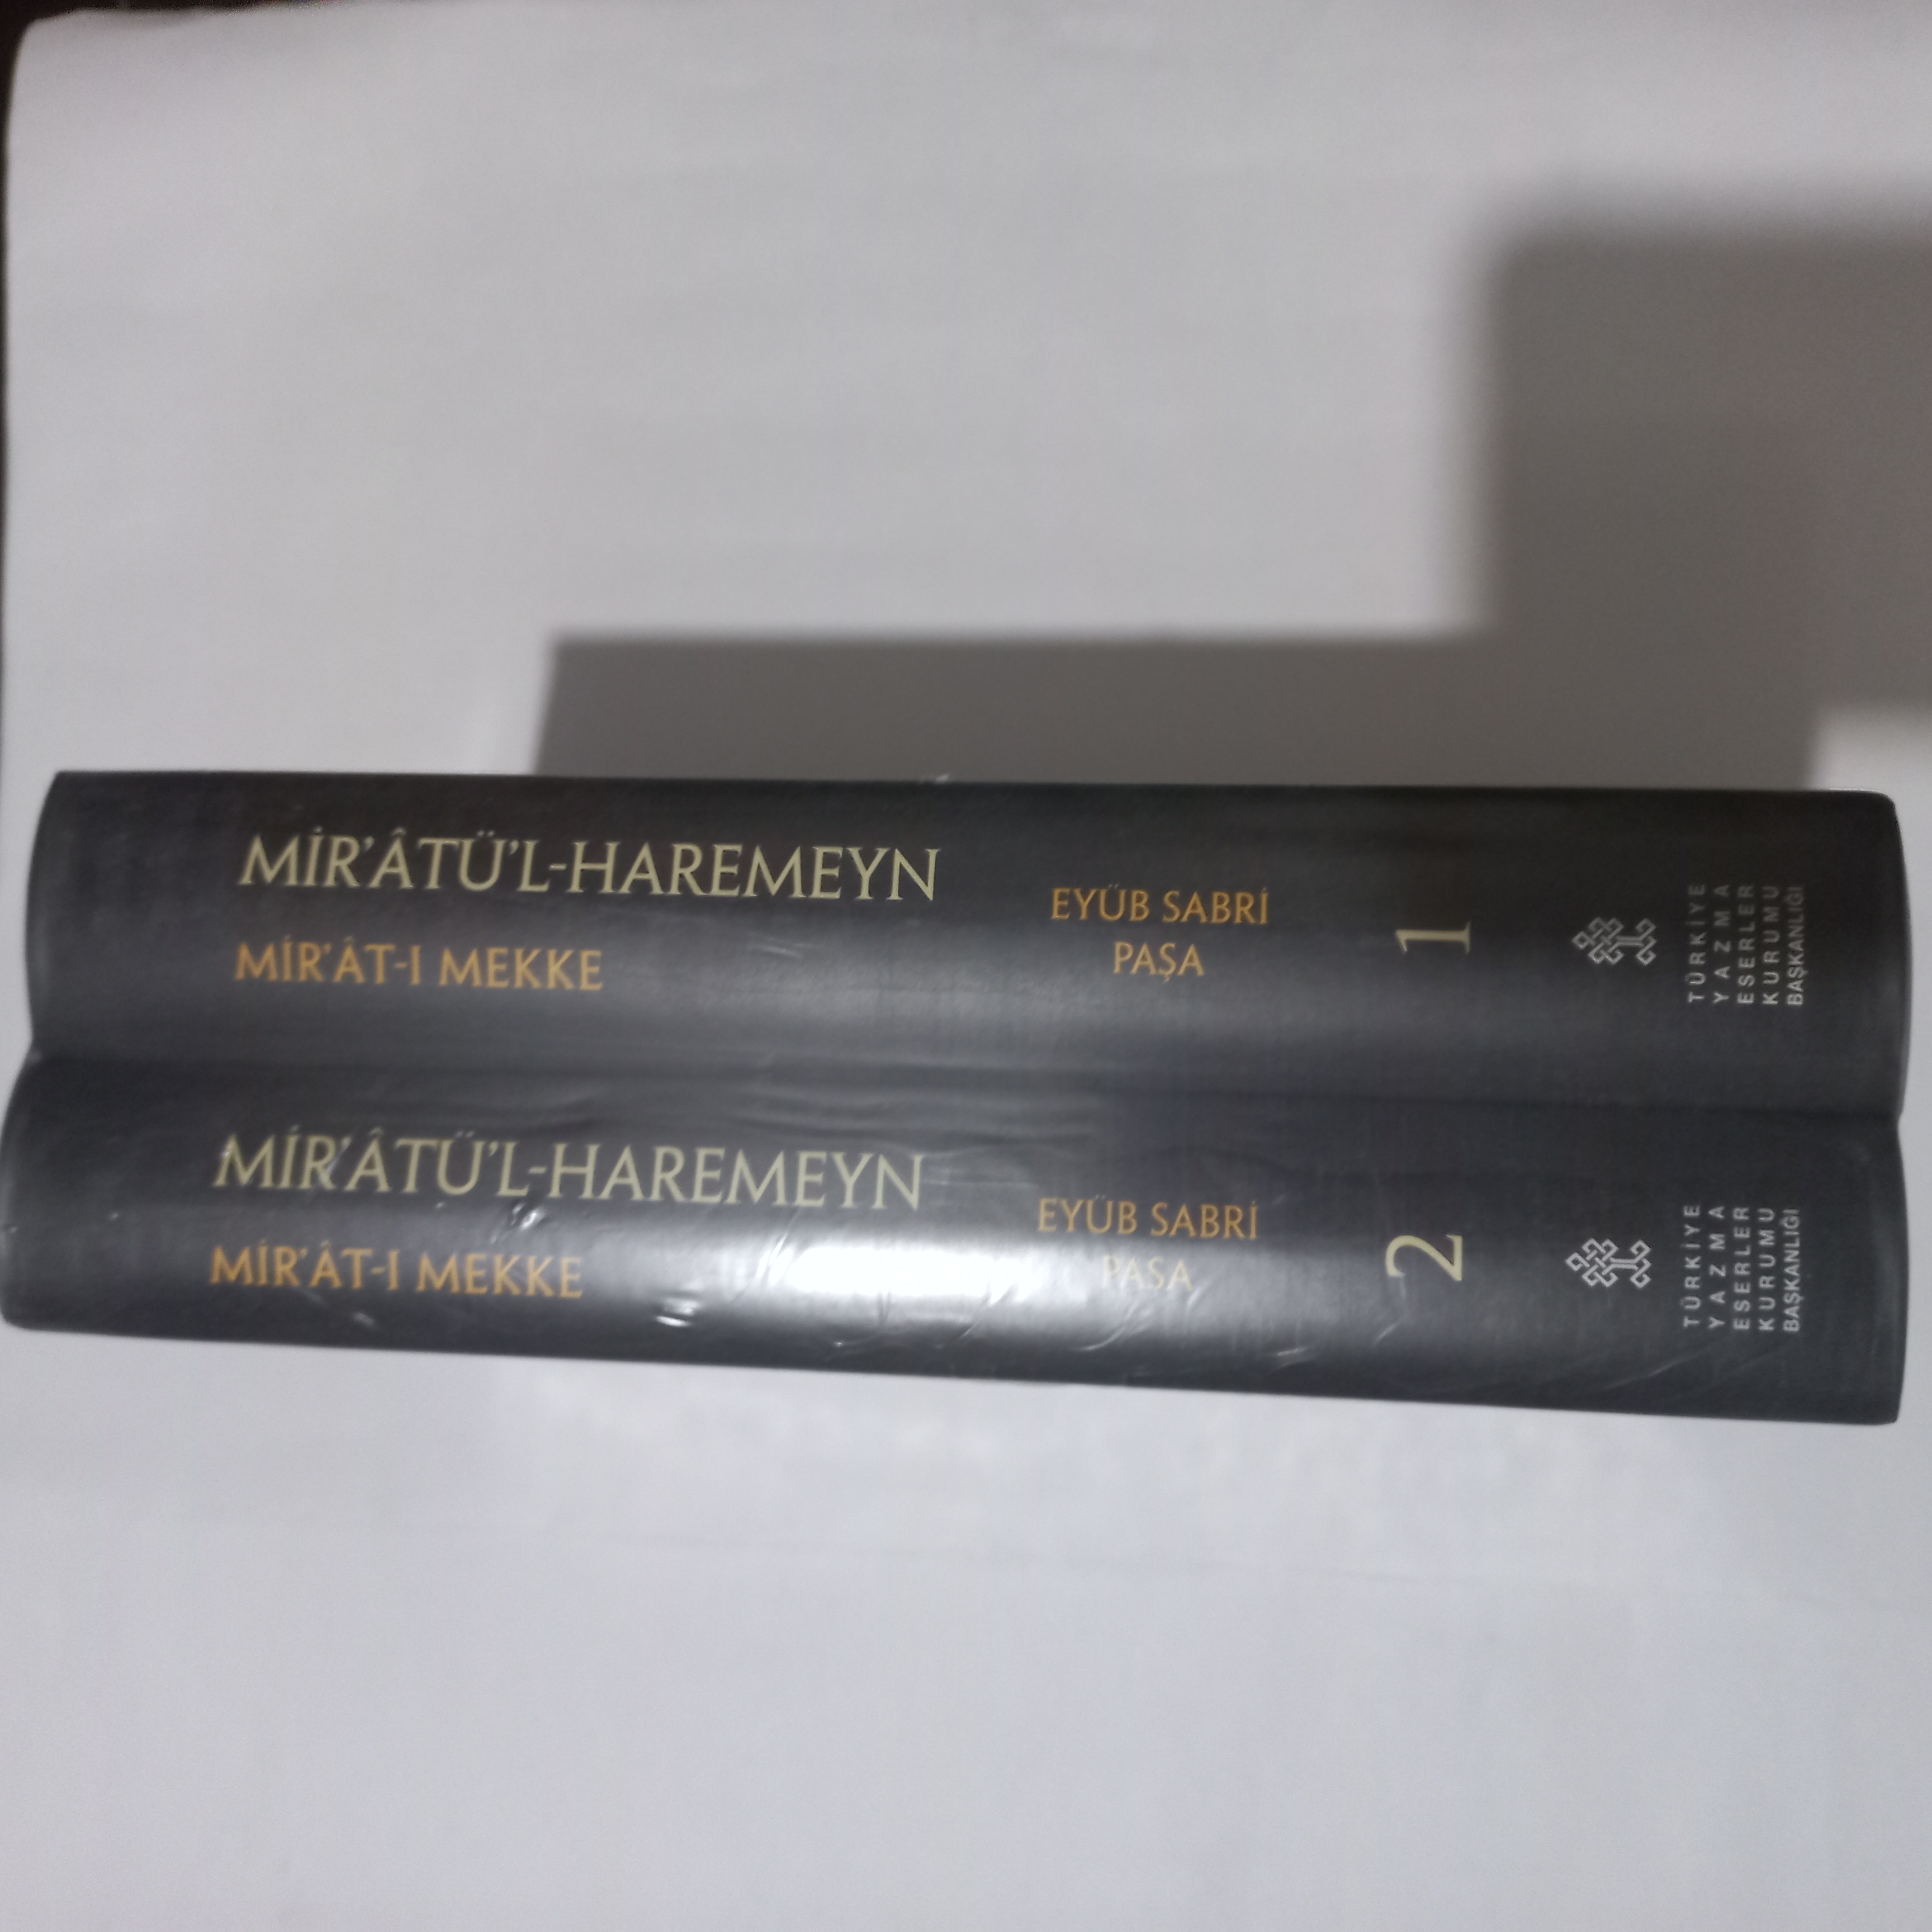 MİR'ÂTÜ'L-HAREMEYN
MİR'ÂT-I MEKKE
EYÜB SABRİ
PAŞA
1
TÜRKİYE
YAZMA
ESERLER
KURUMU
BAŞKANLIĞI
MİR'ÂTÜ'L-HAREMEYN
MİR'ÂT-I MEKKE
EYÜB SABRİ
PAŞA
2
TÜRKİYE
YAZMA
ESERLER
KURUMU
BAŞKANLIĞI